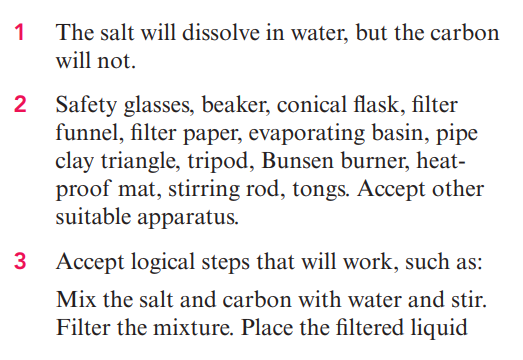 1 The salt will dissolve in water, but the carbon
will not.
2 Safety glasses, beaker, conical flask, filter
funnel, filter paper, evaporating basin, pipe
clay triangle, tripod, Bunsen burner, heat-
proof mat, stirring rod, tongs. Accept other
suitable apparatus.
3 Accept logical steps that will work, such as:
Mix the salt and carbon with water and stir.
Filter the mixture. Place the filtered liquid